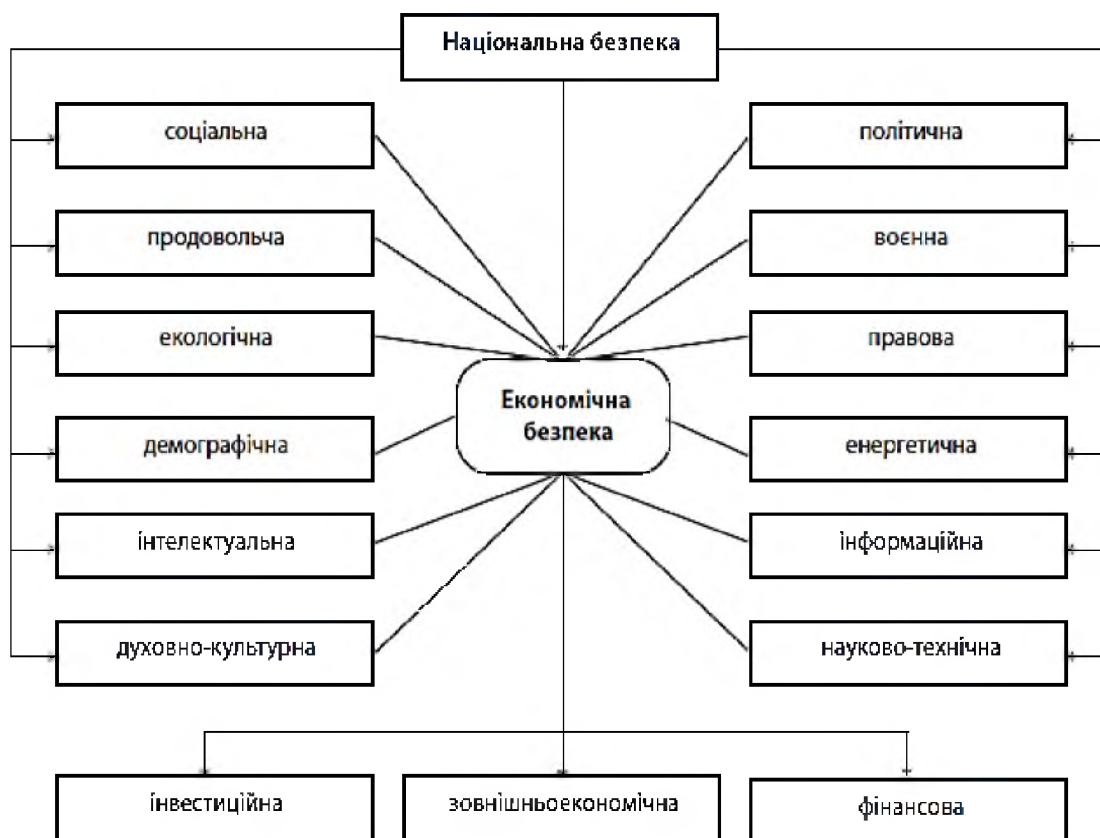 Національна безпека
соціальна
політична
продовольча
воєнна
екологічна
правова
Економічна
безпека
демографічна
енергетична
інтелектуальна
інформаційна
духовно-культурна
науково-технічна
інвестиційна
зовнішньоекономічна
фінансова